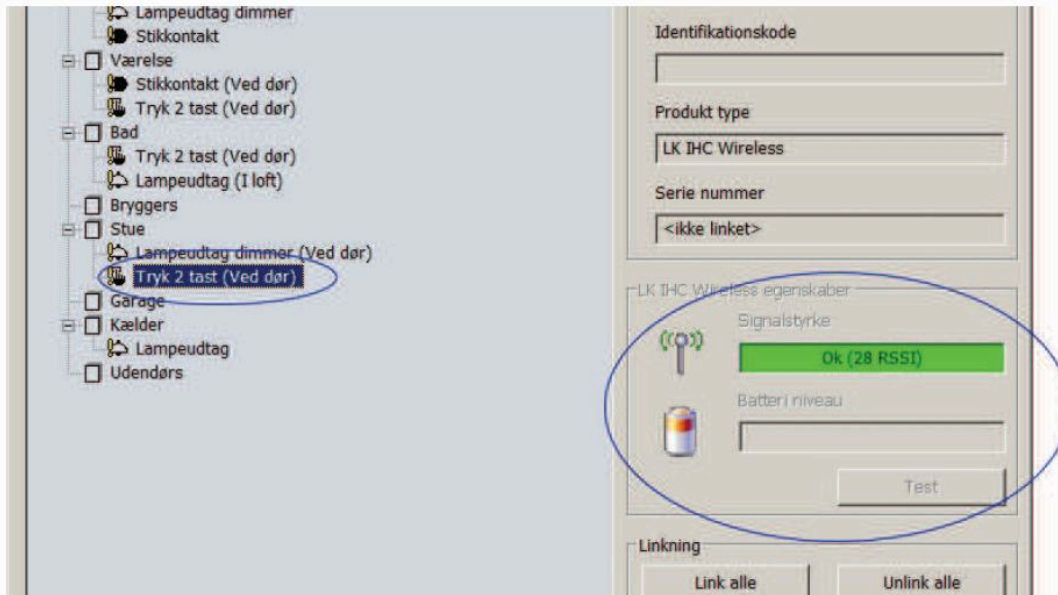 Lampeudtag dimmer
Stikkontakt
Værelse
Stikkontakt (Ved dør)
Tryk 2 tast (Ved dør)
Bad
Tryk 2 tast (Ved dør)
Lampeudtag (I loft)
Bryggers
Stue
Lampeudtag dimmer (Ved dør)
Tryk 2 tast (Ved dør)
Garage
Kælder
Lampeudtag
Udendørs
Identifikationskode
Produkt type
LK IHC Wireless
Serie nummer
<ikke linket>
LK IHC Wireless egenskaber
Signalstyrke
Ok (28 RSSI)
Batteri niveau
Test
Linkning
Link alle
Unlink alle